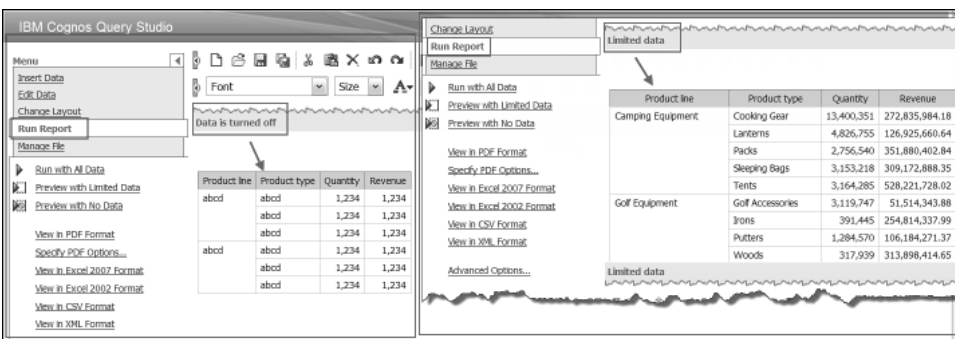 IBM Cognos Query Studio
Menu
Insert Data
Edit Data
Change Layout
Run Report
Manage File
Run with All Data
Preview with Limited Data
Preview with No Data
View in PDF Format
Specify PDF Options...
View in Excel 2007 Format
View in Excel 2002 Format
View in CSV Format
View in XML Format
Font Size A
Data is turned off
Product line Product type Quantity Revenue
abcd abcd 1,234 1,234
abcd 1,234 1,234
abcd 1,234 1,234
abcd abcd 1,234 1,234
abcd 1,234 1,234
abcd 1,234 1,234
Change Layout
Run Report
Manage File
Run with All Data
Preview with Limited Data
Preview with No Data
View in PDF Format
Specify PDF Options...
View in Excel 2007 Format
View in Excel 2002 Format
View in CSV Format
View in XML Format
Advanced Options...
Limited data
Product line Product type Quantity Revenue
Camping Equipment Cooking Gear 13,400,351 272,835,984.18
Lanterns 4,826,755 126,925,660.64
Packs 2,756,540 351,880,402.84
Sleeping Bags 3,153,218 309,172,888.35
Tents 3,164,285 528,221,728.02
Golf Equipment Golf Accessories 3,119,747 51,514,343.88
Irons 391,445 254,814,337.99
Putters 1,284,570 106,184,271.37
Woods 317,939 313,898,414.65
Limited data